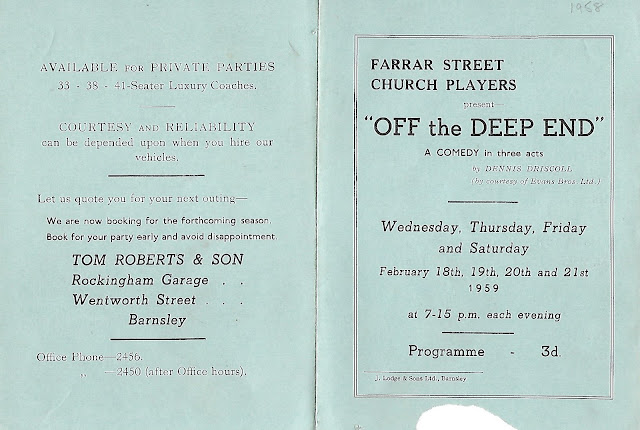 AVAILABLE FOR PRIVATE PARTIES
33 - 38 - 41-Seater Luxury Coaches.
COURTESY AND RELIABILITY
can be depended upon when you hire our
vehicles.
Let us quote you for your next outing—
We are now booking for the forthcoming season.
Book for your party early and avoid disappointment.
TOM ROBERTS & SON
Rockingham Garage . .
Wentworth Street . . .
Barnsley
Office Phone—2456.
„ —2450 (after Office hours).
1958
FARRAR STREET
CHURCH PLAYERS
present—
"OFF the DEEP END"
A COMEDY in three acts
by DENNIS DRISCOLL
(by courtesy of Evans Bros. Ltd.)
Wednesday, Thursday, Friday
and Saturday
February 18th, 19th, 20th and 21st
1959
at 7-15 p.m. each evening
Programme - 3d.
J. Lodge & Sons Ltd., Barnsley